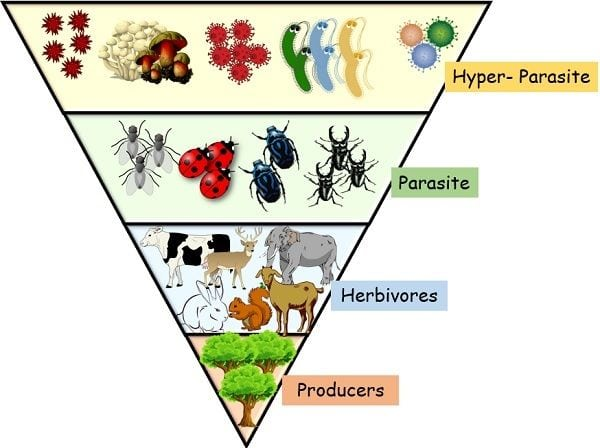 Hyper- Parasite
Parasite
Herbivores
Producers